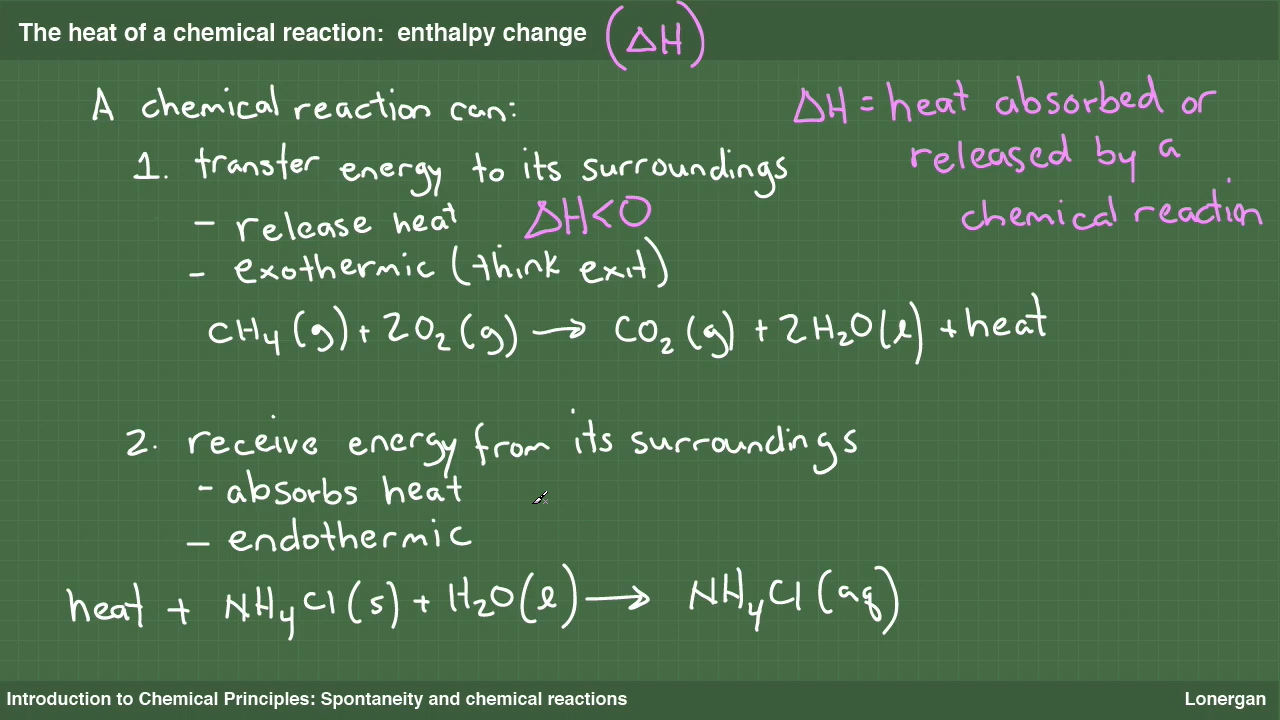 The heat of a chemical reaction: enthalpy change (ΔH)
A chemical reaction can:
ΔH = heat absorbed or
released by a
chemical reaction
1. transfer energy to its surroundings
- release heat ΔH<0
- exothermic (think exit)
CH₄(g) + 2O₂(g) → CO₂(g) + 2H₂O(l) + heat
2. receive energy from its surroundings
- absorbs heat
- endothermic
heat + NH₄Cl(s) + H₂O(l) → NH₄Cl(aq)
Introduction to Chemical Principles: Spontaneity and chemical reactions
Lonergan